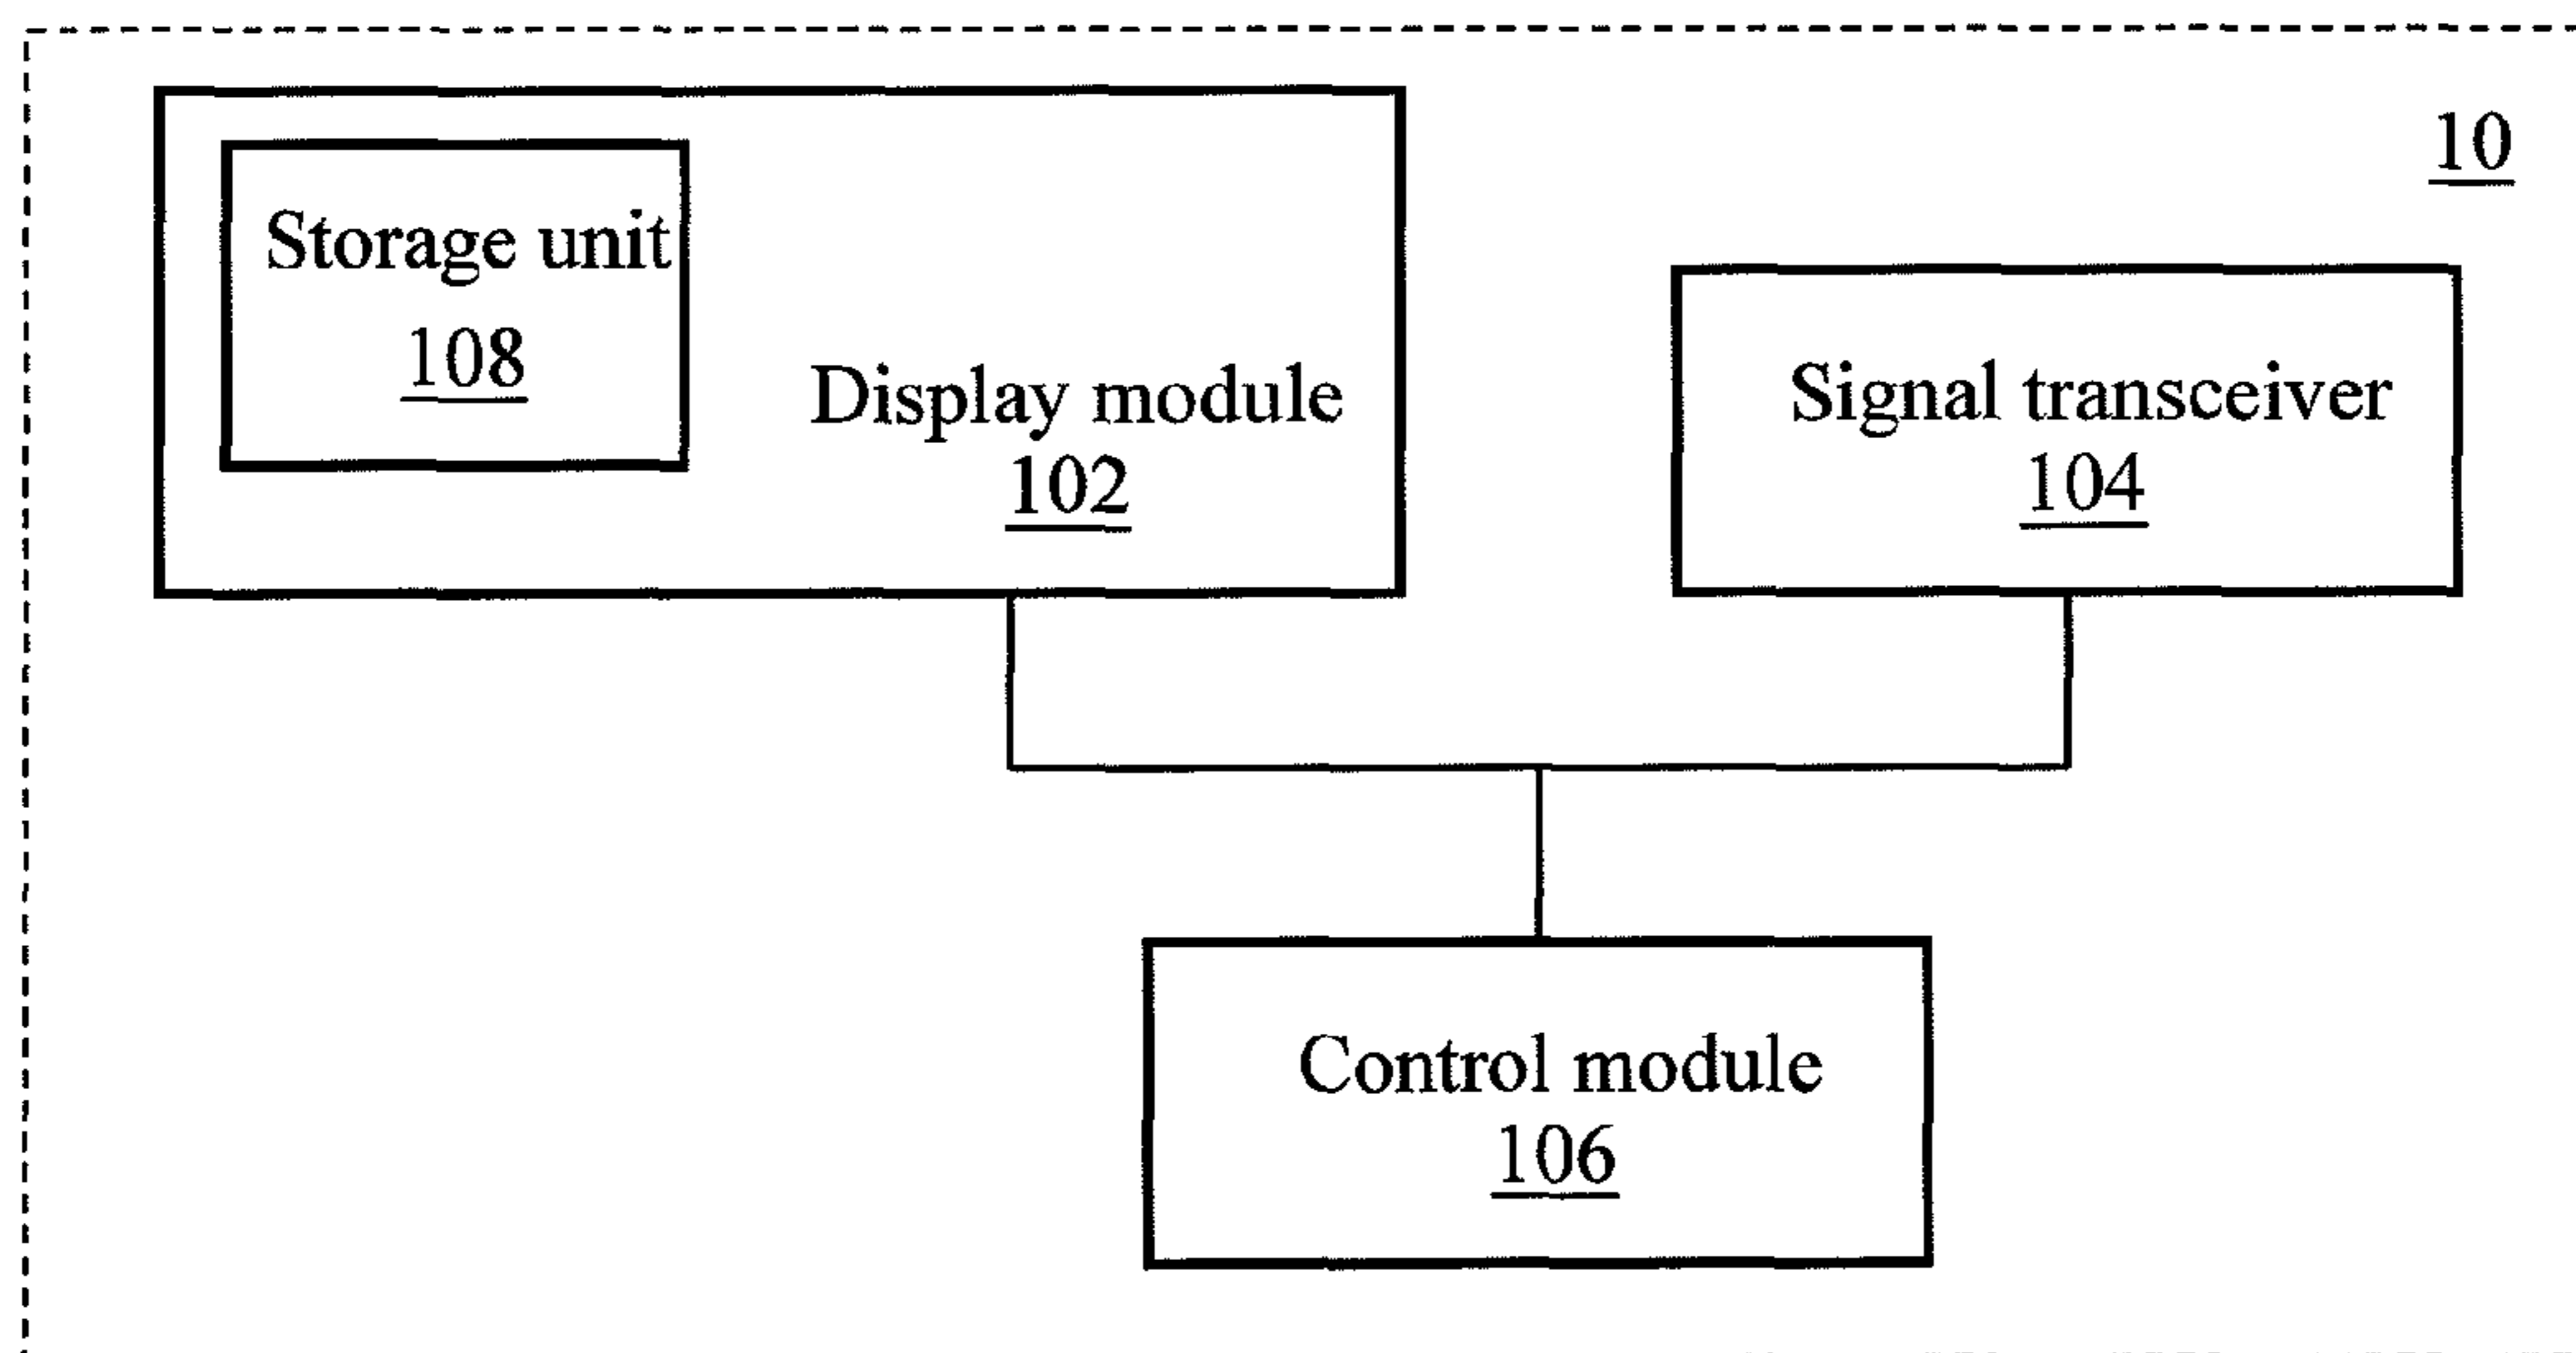 10
Storage unit
108
Display module
102
Signal transceiver
104
Control module
106